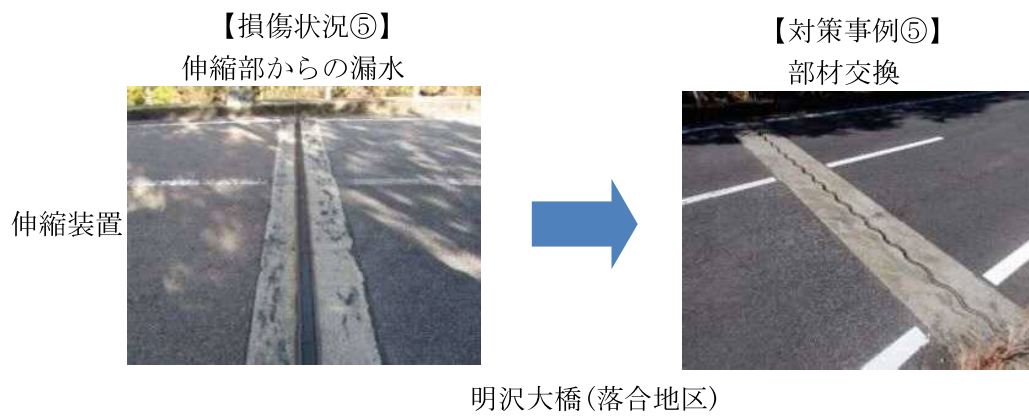 【損傷状況⑤】
伸縮部からの漏水
【対策事例⑤】
部材交換
伸縮装置
明沢大橋(落合地区)